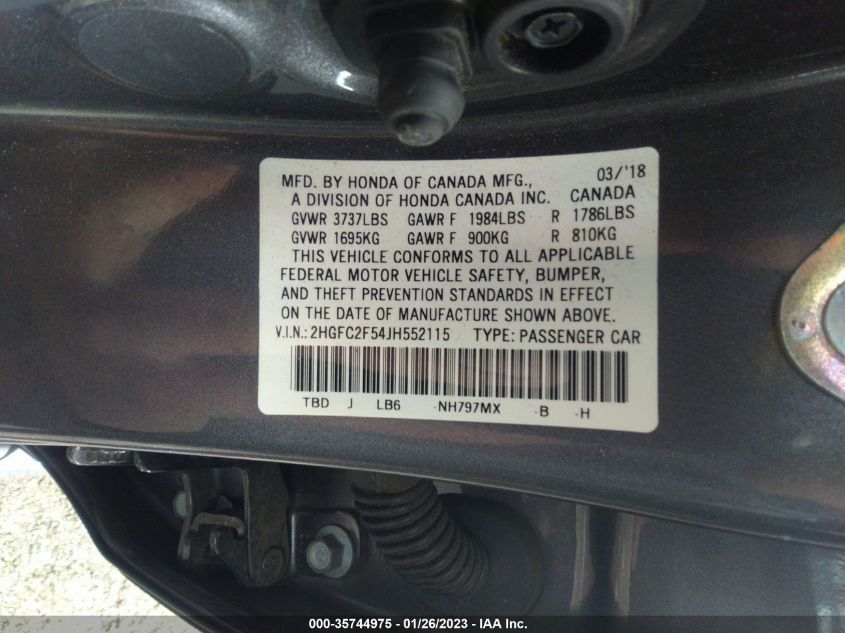 MFD. BY HONDA OF CANADA MFG., 03/'18
A DIVISION OF HONDA CANADA INC. CANADA
GVWR 3737LBS GAWR F 1984LBS R 1786LBS
GVWR 1695KG GAWR F 900KG R 810KG
THIS VEHICLE CONFORMS TO ALL APPLICABLE
FEDERAL MOTOR VEHICLE SAFETY, BUMPER,
AND THEFT PREVENTION STANDARDS IN EFFECT
ON THE DATE OF MANUFACTURE SHOWN ABOVE.
V.I.N.: 2HGFC2F54JH552115 TYPE: PASSENGER CAR
TBD J LB6 -NH797MX -B -H
000-35744975 - 01/26/2023 - IAA Inc.